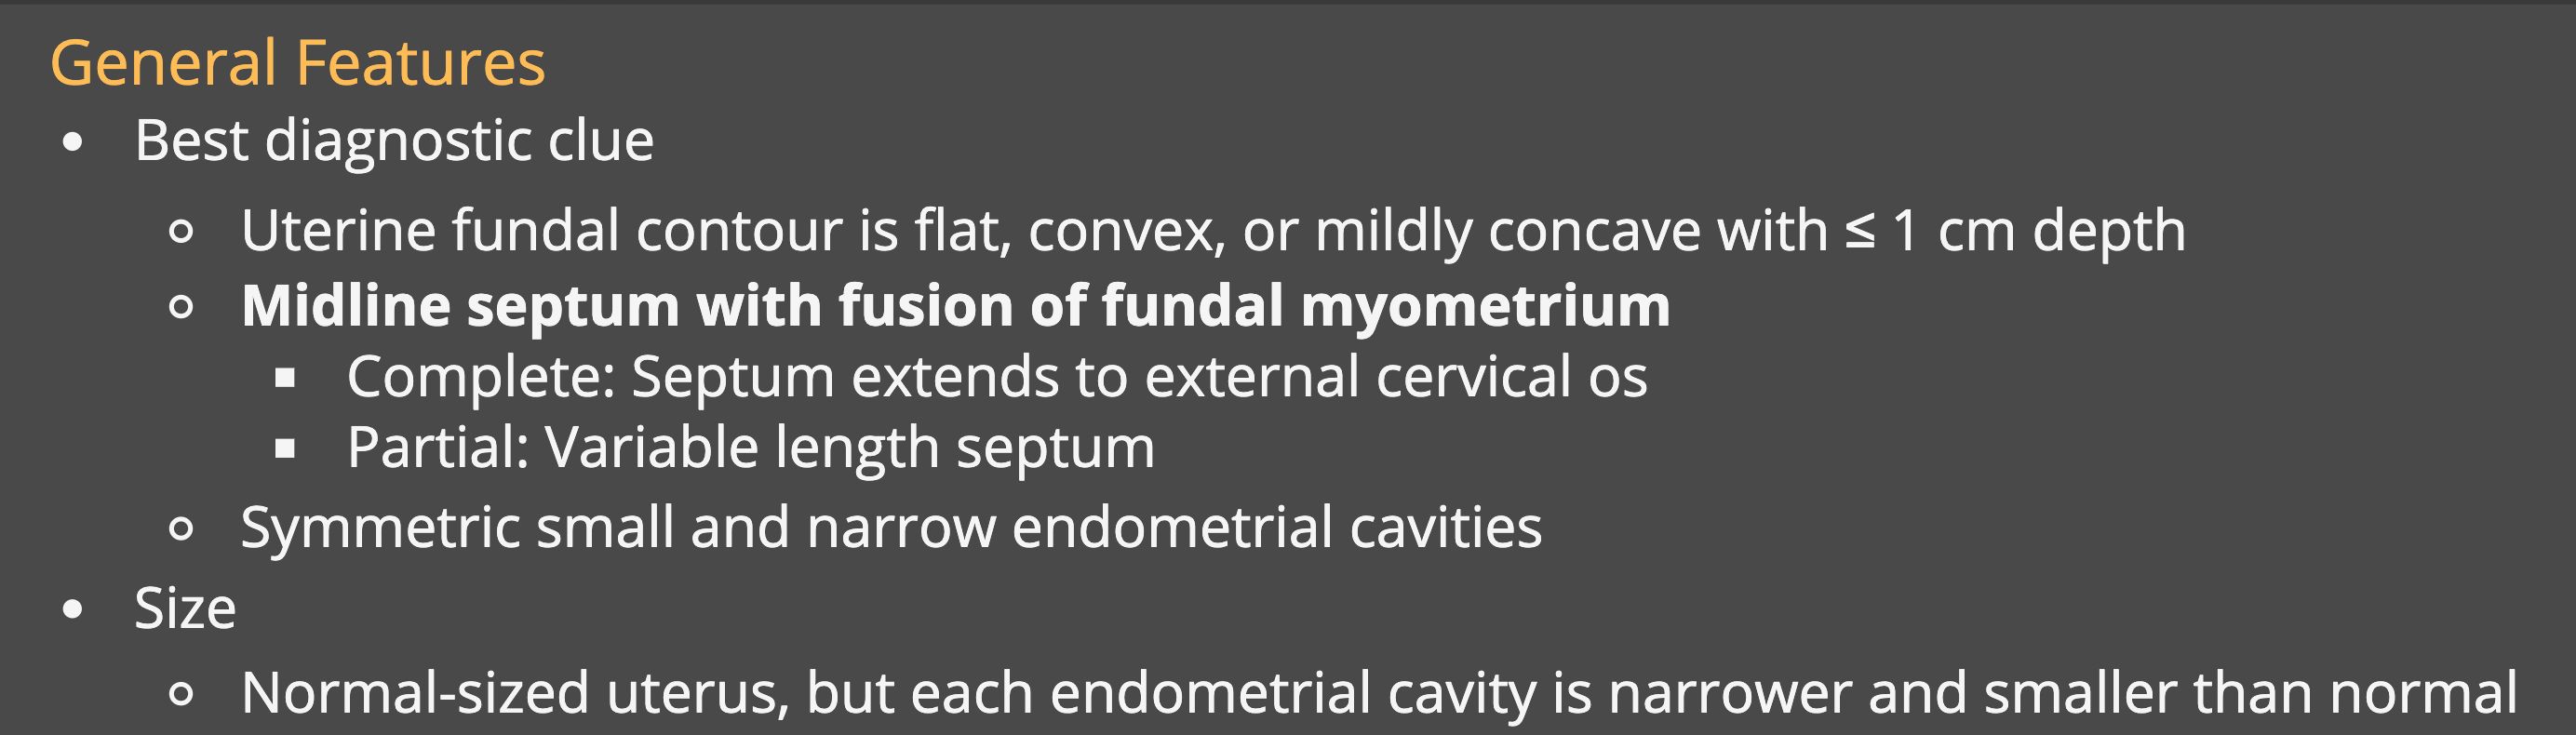 General Features
• Best diagnostic clue
○ Uterine fundal contour is flat, convex, or mildly concave with ≤ 1 cm depth
○ Midline septum with fusion of fundal myometrium
▪ Complete: Septum extends to external cervical os
▪ Partial: Variable length septum
○ Symmetric small and narrow endometrial cavities
• Size
○ Normal-sized uterus, but each endometrial cavity is narrower and smaller than normal